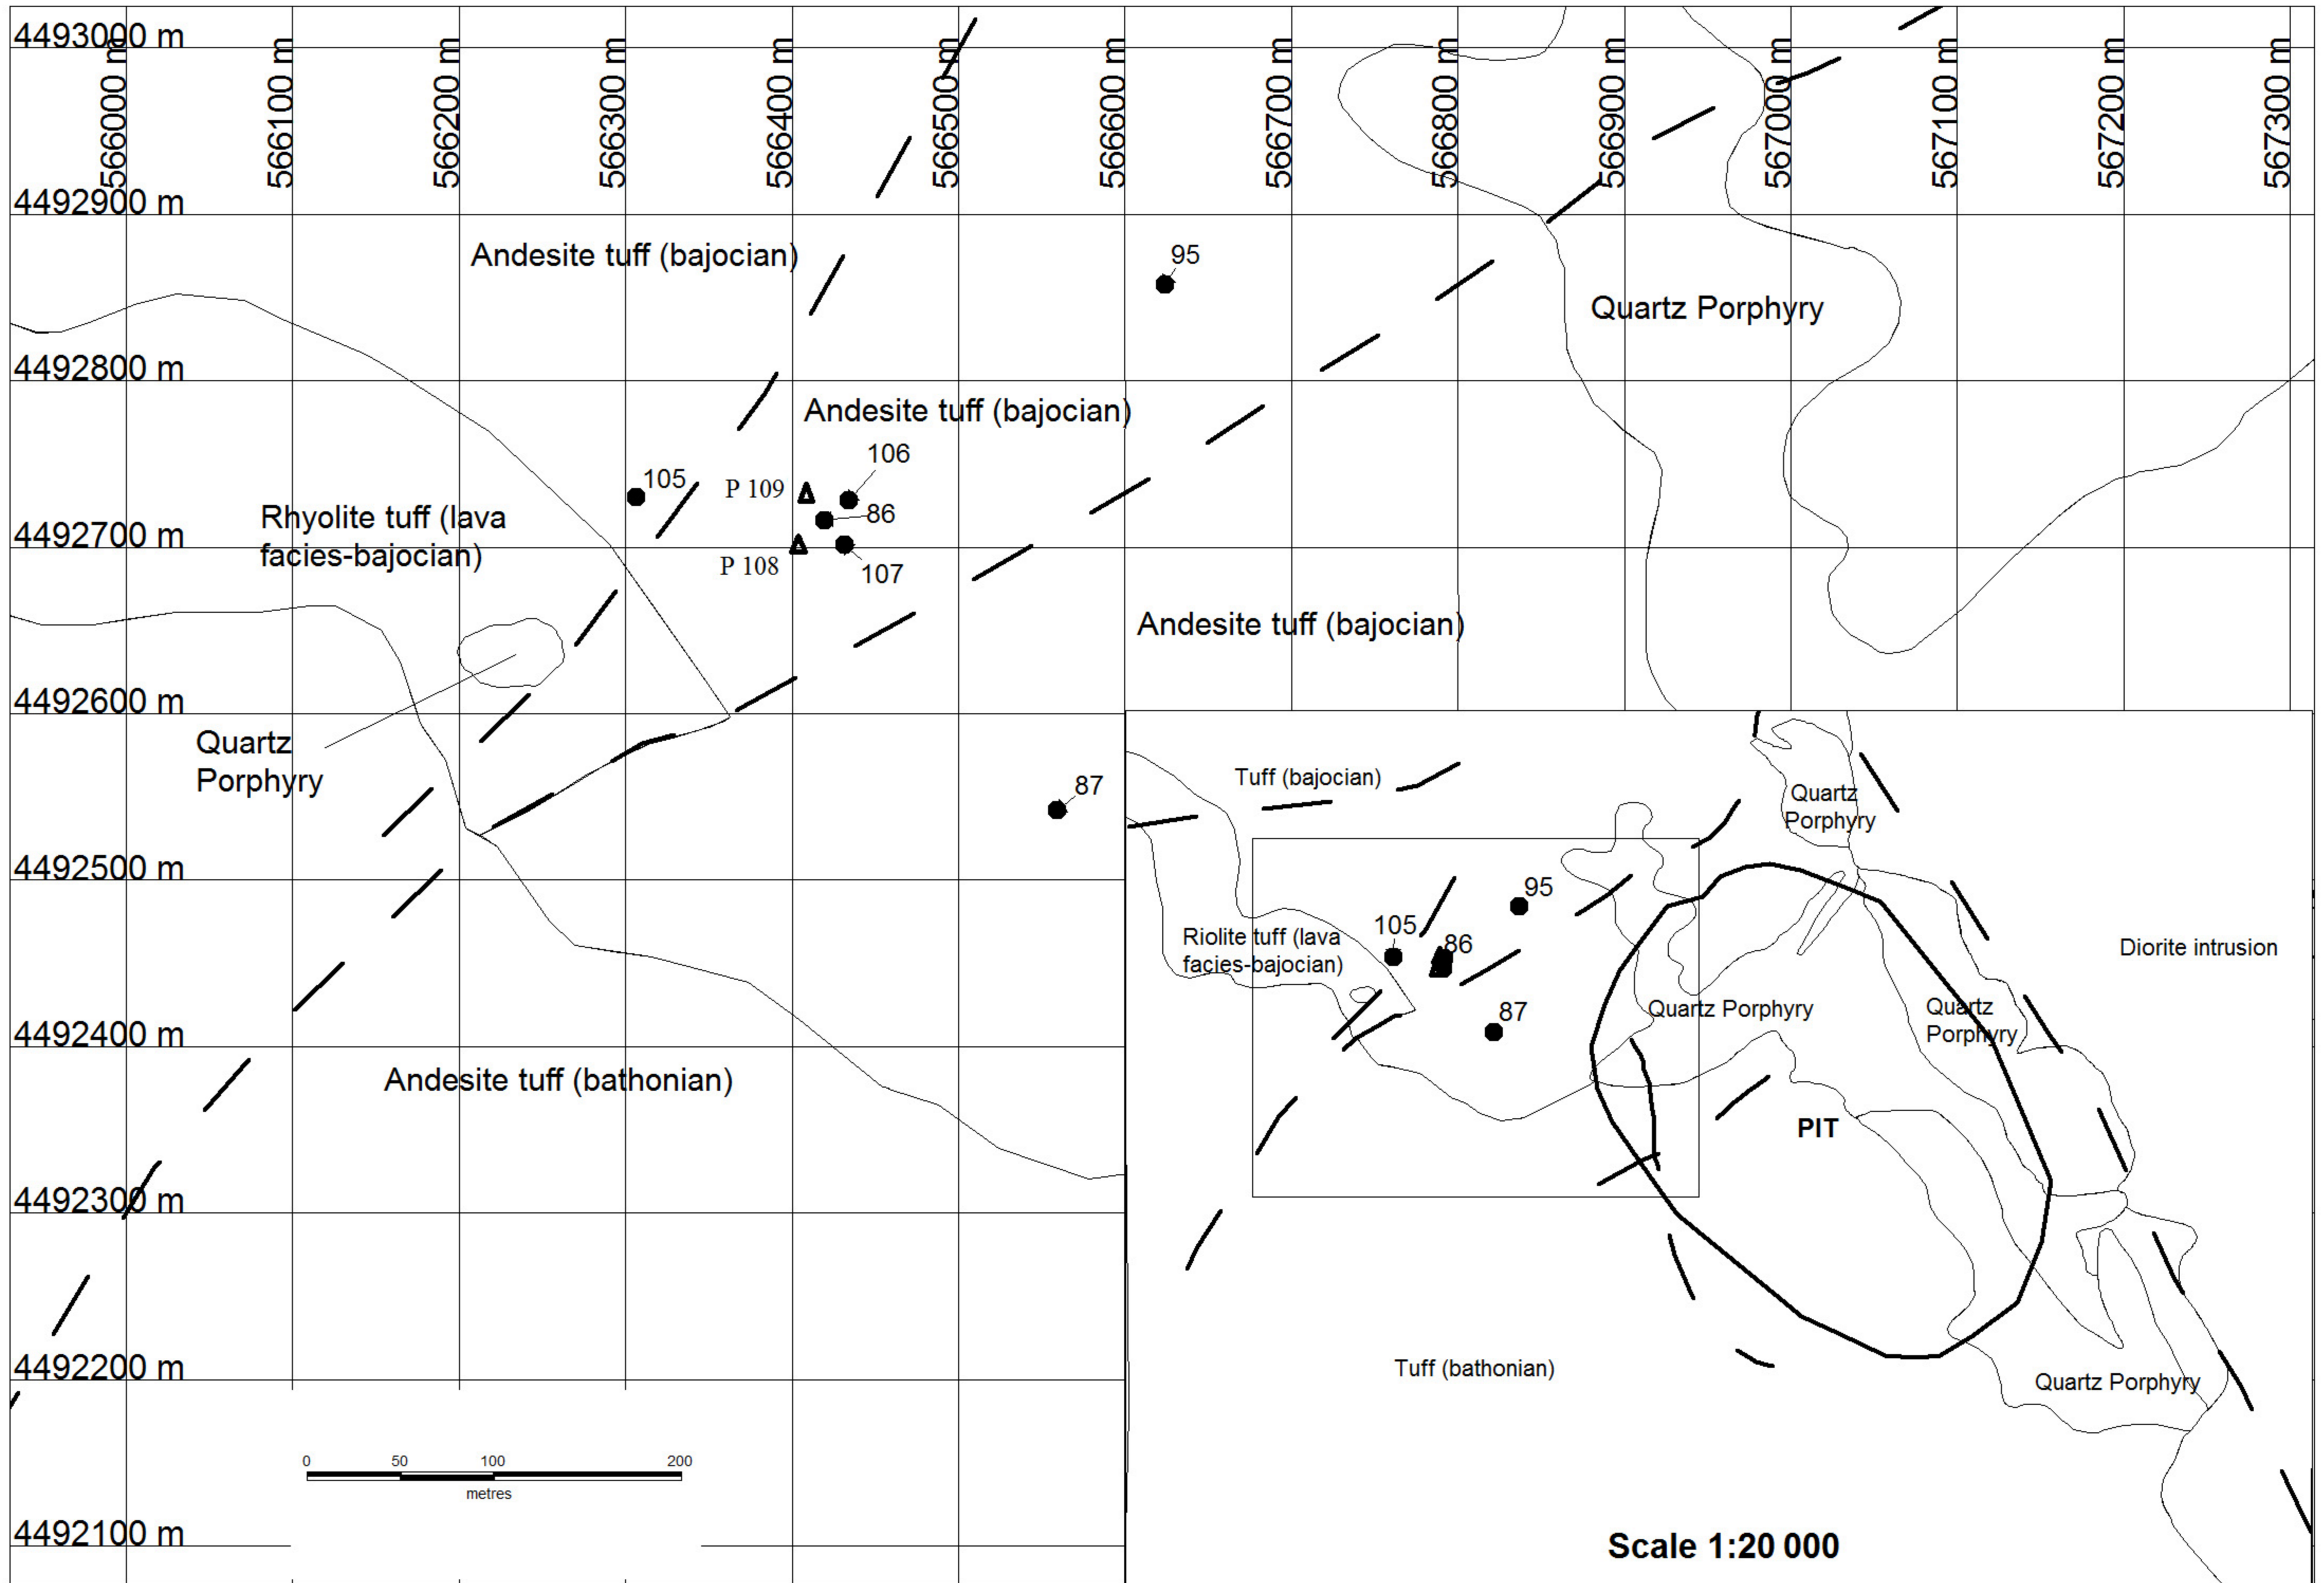 4493000 m
566000 m
566100 m
566200 m
566300 m
566400 m
566500 m
566600 m
566700 m
566800 m
566900 m
567000 m
567100 m
567200 m
567300 m
4492900 m
Andesite tuff (bajocian)
95
Quartz Porphyry
4492800 m
Andesite tuff (bajocian)
106
105
P 109
86
Rhyolite tuff (lava
facies-bajocian)
4492700 m
P 108
107
Andesite tuff (bajocian)
4492600 m
Quartz
Porphyry
87
4492500 m
4492400 m
Andesite tuff (bathonian)
4492300 m
4492200 m
0
50
100
200
metres
4492100 m
Tuff (bajocian)
Quartz
Porphyry
95
105
86
Riolite tuff (lava
facies-bajocian)
Diorite intrusion
87
Quartz Porphyry
Quartz
Porphyry
PIT
Tuff (bathonian)
Quartz Porphyry
Scale 1:20 000